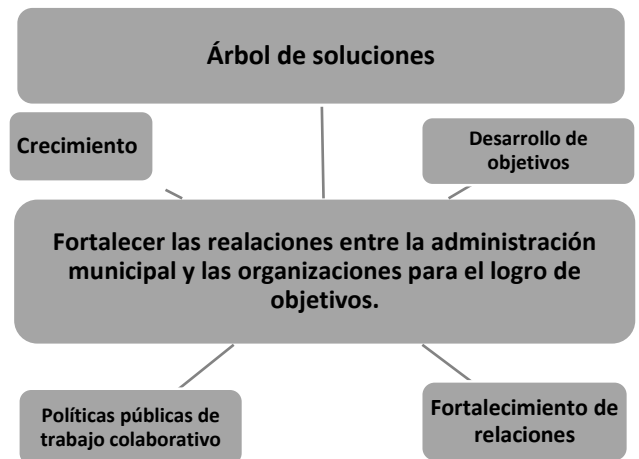 Árbol de soluciones
Crecimiento
Desarrollo de
objetivos
Fortalecer las realaciones entre la administración
municipal y las organizaciones para el logro de
objetivos.
Políticas públicas de
trabajo colaborativo
Fortalecimiento de
relaciones